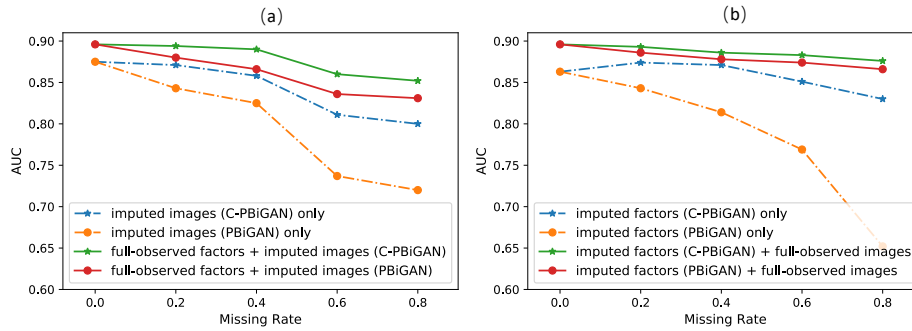 (a)
0.90
0.85
0.80
0.75
0.70
0.65
0.60
AUC
imputed images (C-PBiGAN) only
imputed images (PBiGAN) only
full-observed factors + imputed images (C-PBiGAN)
full-observed factors + imputed images (PBiGAN)
0.0 0.2 0.4 0.6 0.8
Missing Rate
(b)
0.90
0.85
0.80
0.75
0.70
0.65
0.60
AUC
imputed factors (C-PBiGAN) only
imputed factors (PBiGAN) only
imputed factors (C-PBiGAN) + full-observed images
imputed factors (PBiGAN) + full-observed images
0.0 0.2 0.4 0.6 0.8
Missing Rate